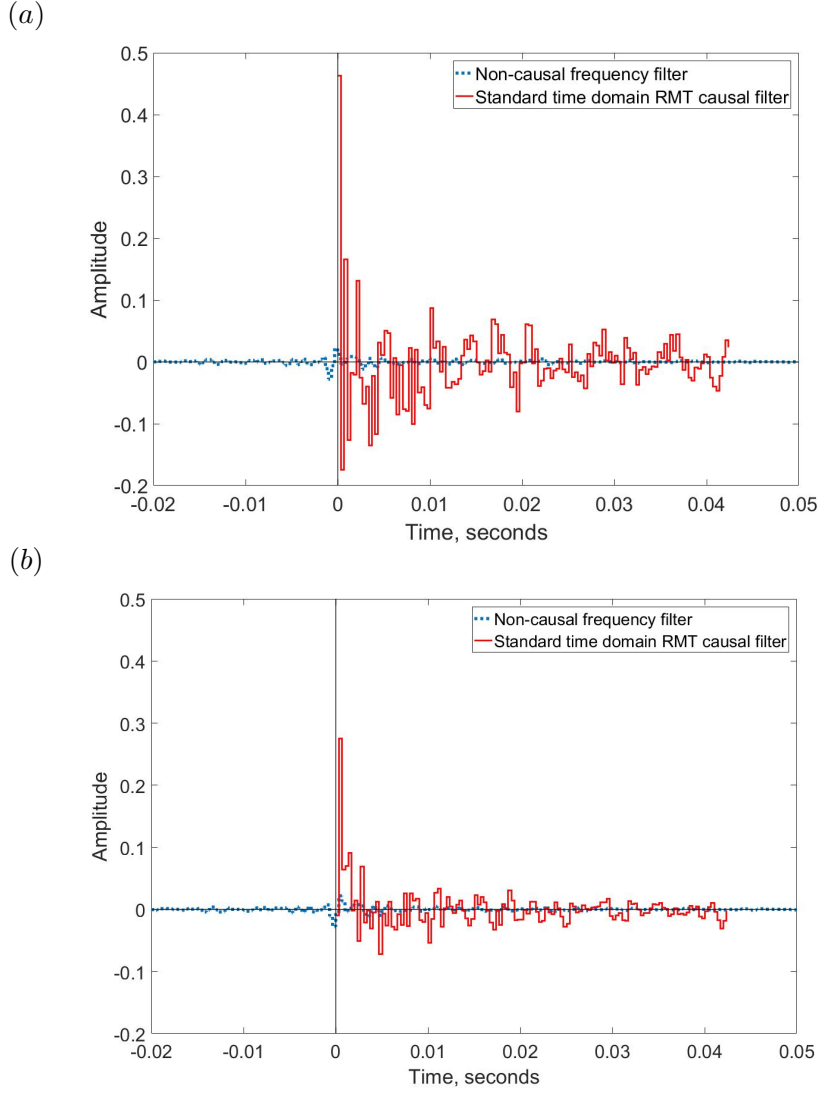 (a)
0.5
0.4
0.3
0.2
0.1
0
-0.1
-0.2
Amplitude
Non-causal frequency filter
Standard time domain RMT causal filter
-0.02 -0.01 0 0.01 0.02 0.03 0.04 0.05
Time, seconds
(b)
0.5
0.4
0.3
0.2
0.1
0
-0.1
-0.2
Amplitude
Non-causal frequency filter
Standard time domain RMT causal filter
-0.02 -0.01 0 0.01 0.02 0.03 0.04 0.05
Time, seconds